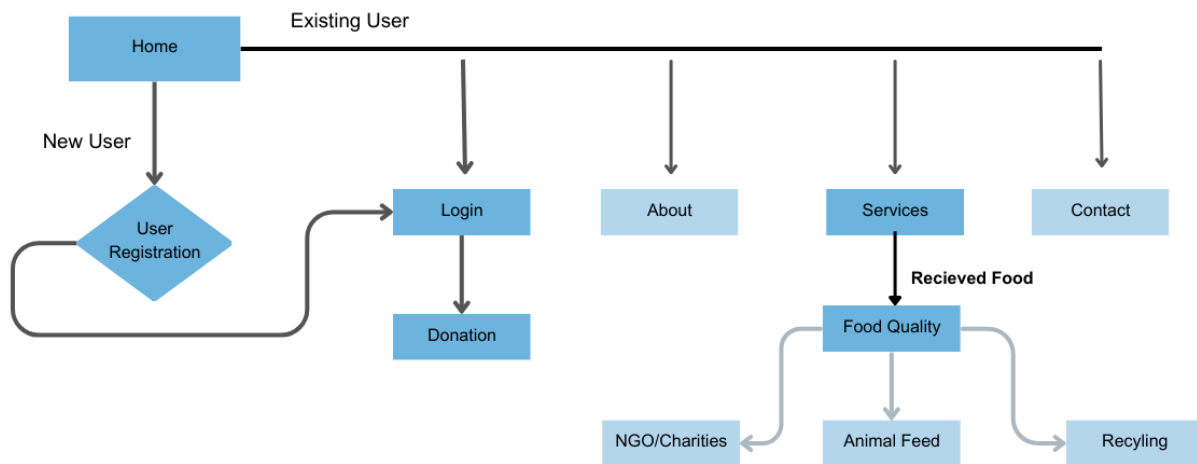 Existing User
Home
New User
User
Registration
Login
About
Services
Contact
Recieved Food
Donation
Food Quality
NGO/Charities
Animal Feed
Recyling